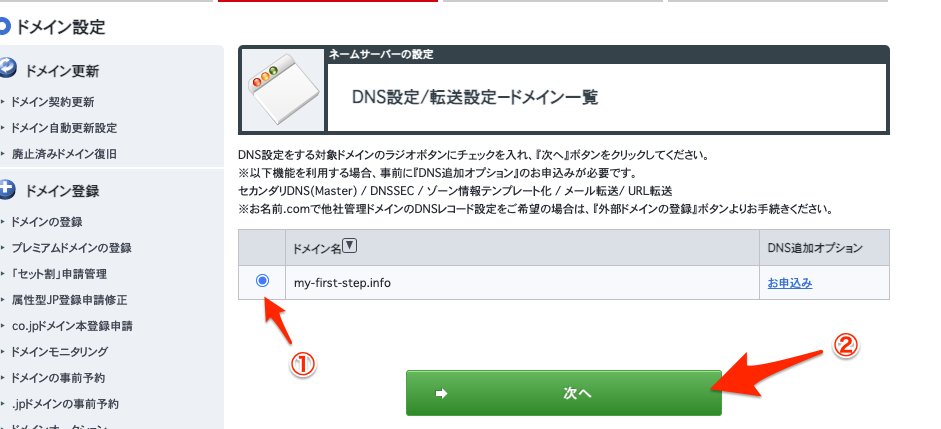 ドメイン設定
ドメイン更新
ドメイン契約更新
ドメイン自動更新設定
廃止済みドメイン復旧
ドメイン登録
ドメインの登録
プレミアムドメインの登録
「セット割」申請管理
属性型JP登録申請修正
co.jpドメイン本登録申請
ドメインモニタリング
ドメインの事前予約
.jpドメインの事前予約
ドメインオークション
ネームサーバーの設定
DNS設定/転送設定ードメイン一覧
DNS設定をする対象ドメインのラジオボタンにチェックを入れ、『次へ』ボタンをクリックしてください。
※以下機能を利用する場合、事前に『DNS追加オプション』のお申込みが必要です。
セカンダリDNS(Master) / DNSSEC / ゾーン情報テンプレート化 / メール転送/ URL転送
※お名前.comで他社管理ドメインのDNSレコード設定をご希望の場合は、『外部ドメインの登録』ボタンよりお手続きください。
ドメイン名▼ DNS追加オプション
my-first-step.info お申込み
① ②
次へ